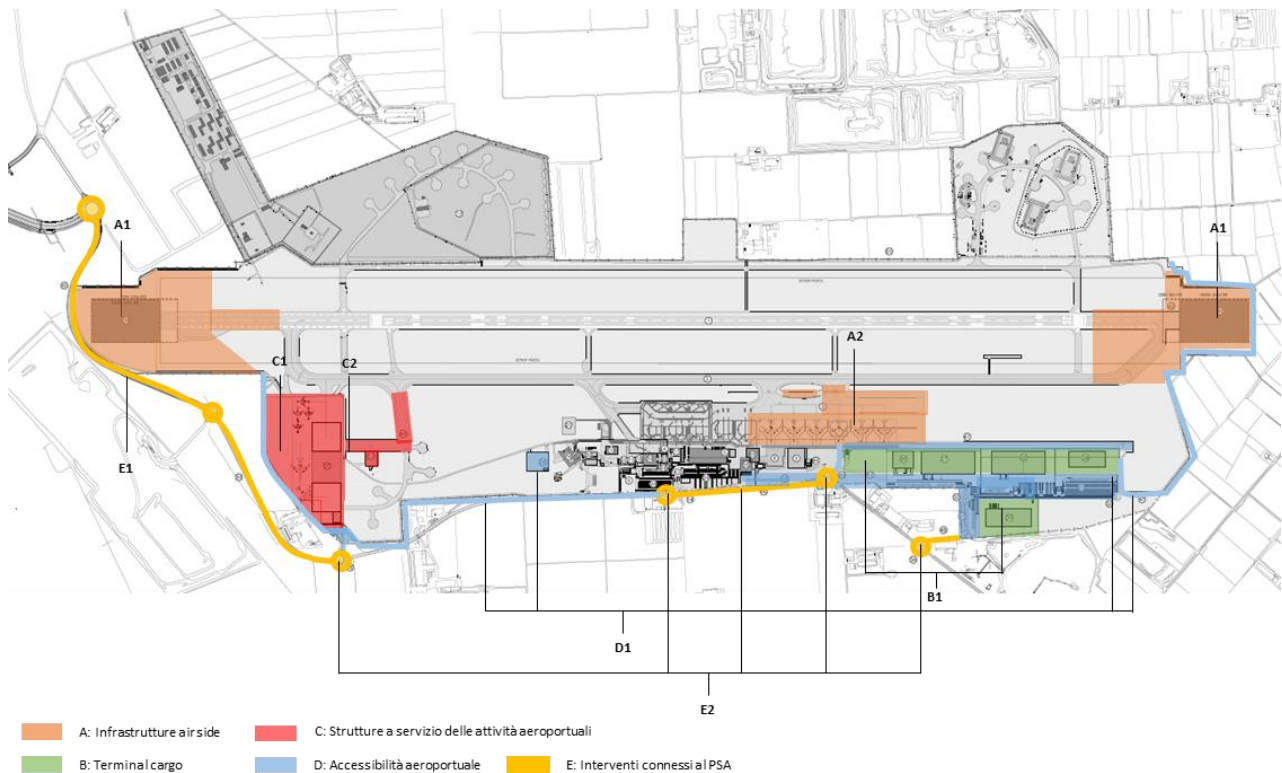 A1
A1
A2
C1
C2
E1
B1
D1
E2
A: Infrastrutture air side
C: Strutture a servizio delle attività aeroportuali
B: Terminal cargo
D: Accessibilità aeroportuale
E: Interventi connessi al PSA